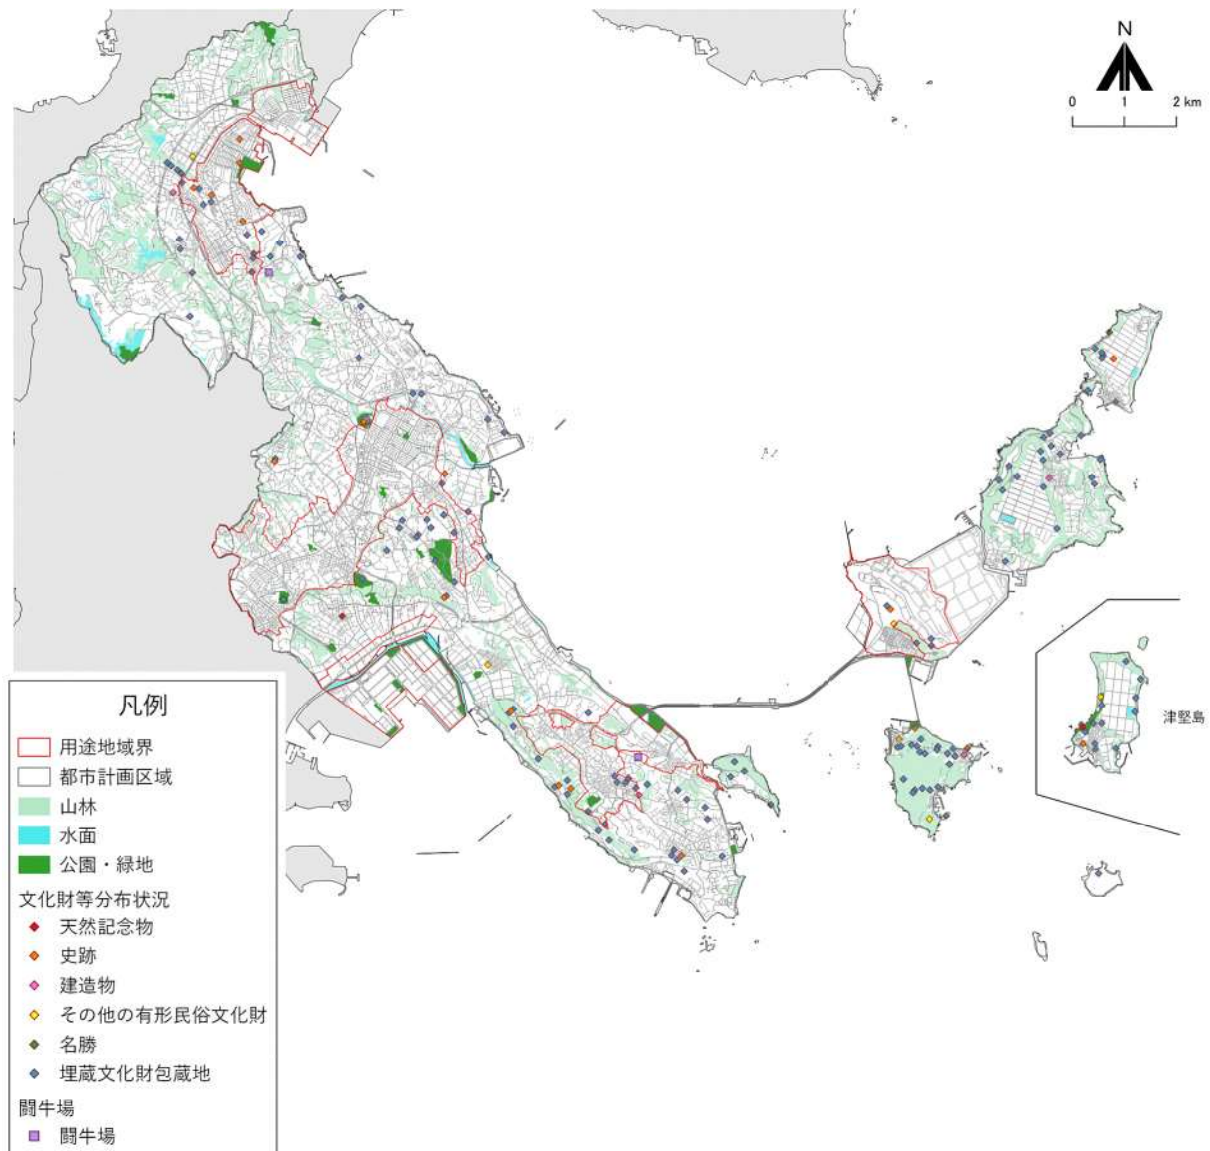 N
0 1 2 km
津堅島
凡例
用途地域界
都市計画区域
山林
水面
公園・緑地
文化財等分布状況
天然記念物
史跡
建造物
その他の有形民俗文化財
名勝
埋蔵文化財包蔵地
闘牛場
闘牛場